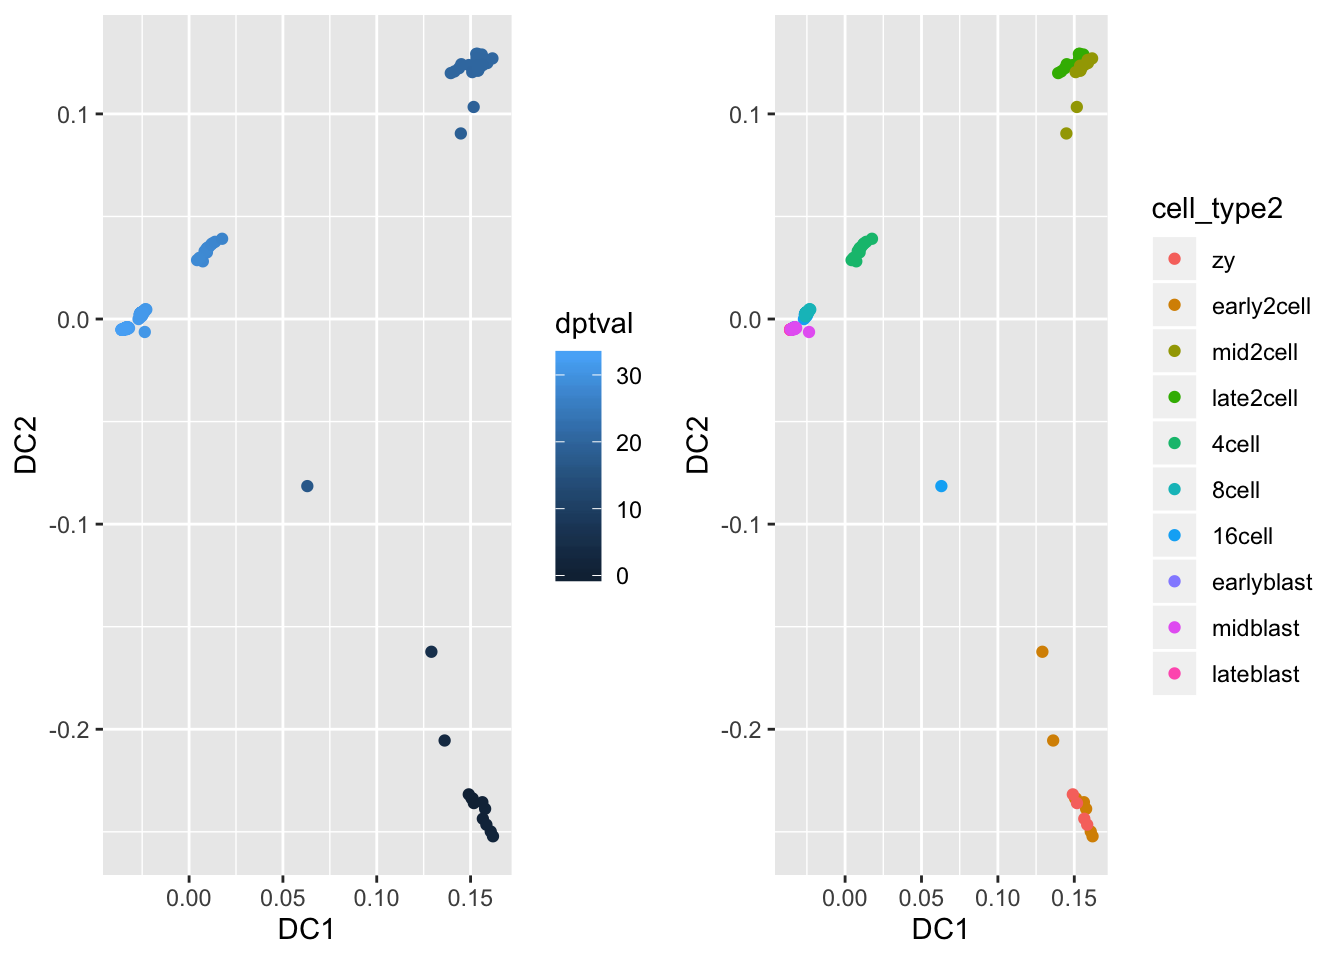 0.1
0.0
-0.1
-0.2
DC2
0.00 0.05 0.10 0.15
DC1
dptval
30
20
10
0
0.1
0.0
-0.1
-0.2
DC2
0.00 0.05 0.10 0.15
DC1
cell_type2
zy
early2cell
mid2cell
late2cell
4cell
8cell
16cell
earlyblast
midblast
lateblast